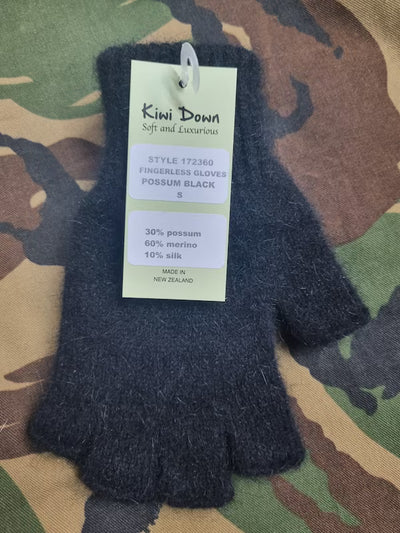 Kiwi Down
Soft and Luxurious
STYLE 172360
FINGERLESS GLOVES
POSSUM BLACK
S
30% possum
60% merino
10% silk
MADE IN
NEW ZEALAND